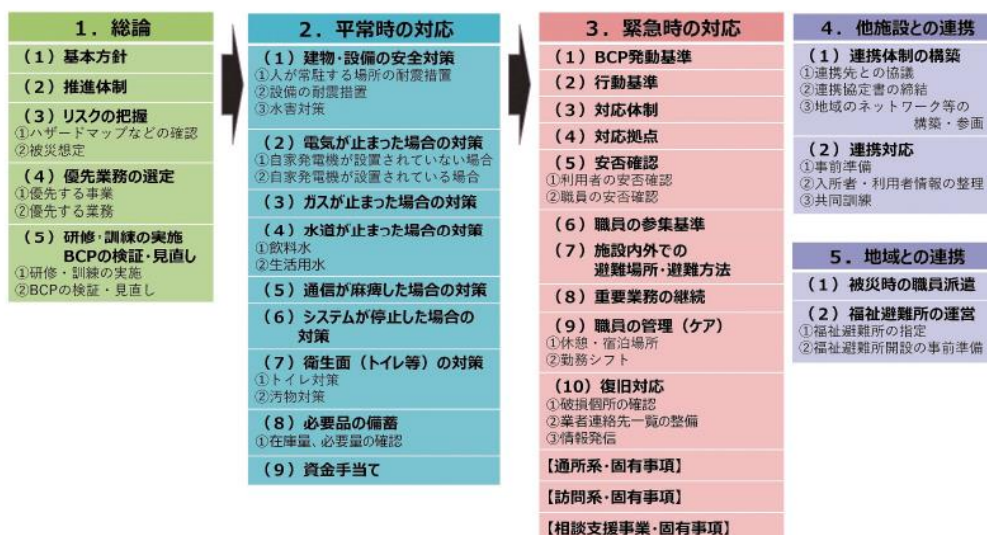 1．総論
（1）基本方針
（2）推進体制
（3）リスクの把握
①ハザードマップなどの確認
②被災想定
（4）優先業務の選定
①優先する事業
②優先する業務
（5）研修・訓練の実施
BCPの検証・見直し
①研修・訓練の実施
②BCPの検証・見直し
2．平常時の対応
（1）建物・設備の安全対策
①人が常駐する場所の耐震措置
②設備の耐震措置
③水害対策
（2）電気が止まった場合の対策
①自家発電機が設置されていない場合
②自家発電機が設置されている場合
（3）ガスが止まった場合の対策
（4）水道が止まった場合の対策
①飲料水
②生活用水
（5）通信が麻痺した場合の対策
（6）システムが停止した場合の
対策
（7）衛生面（トイレ等）の対策
①トイレ対策
②汚物対策
（8）必要品の備蓄
①在庫量、必要量の確認
（9）資金手当て
3．緊急時の対応
（1）BCP発動基準
（2）行動基準
（3）対応体制
（4）対応拠点
（5）安否確認
①利用者の安否確認
②職員の安否確認
（6）職員の参集基準
（7）施設内外での
避難場所・避難方法
（8）重要業務の継続
（9）職員の管理（ケア）
①休憩・宿泊場所
②勤務シフト
（10）復旧対応
①破損個所の確認
②業者連絡先一覧の整備
③情報発信
【通所系・固有事項】
【訪問系・固有事項】
【相談支援事業・固有事項】
4．他施設との連携
（1）連携体制の構築
①連携先との協議
②連携協定書の締結
③地域のネットワーク等の
構築・参画
（2）連携対応
①事前準備
②入所者・利用者情報の整理
③共同訓練
5．地域との連携
（1）被災時の職員派遣
（2）福祉避難所の運営
①福祉避難所の指定
②福祉避難所開設の事前準備